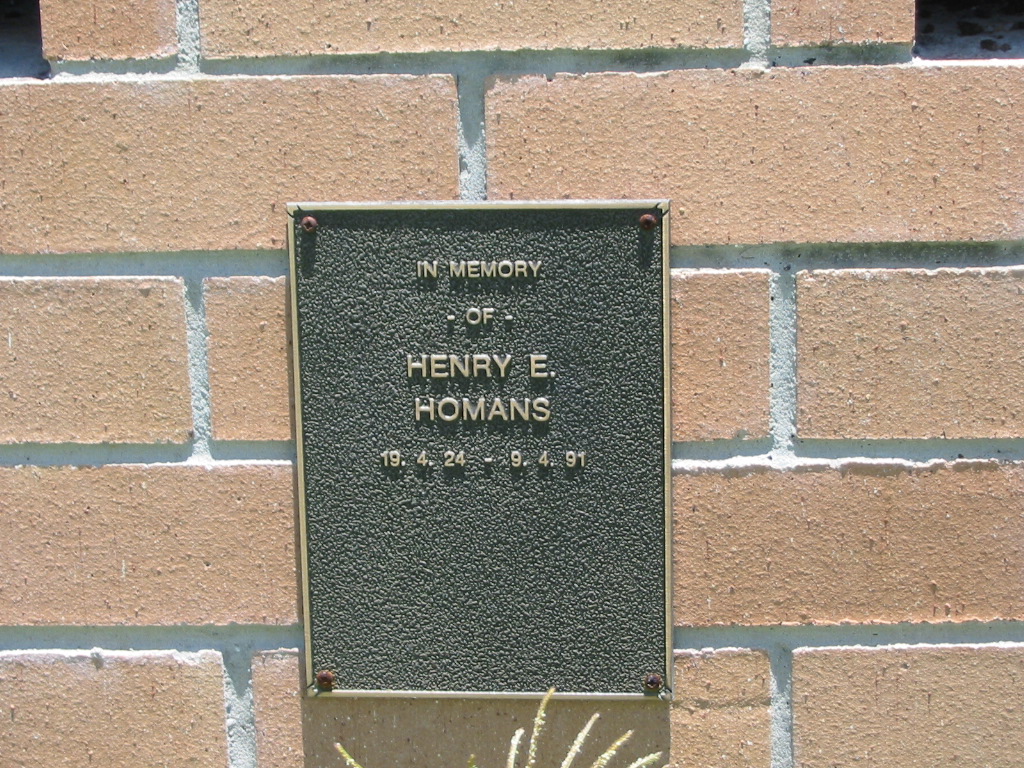 IN MEMORY
- OF -
HENRY E.
HOMANS
19. 4. 24 - 9. 4. 91